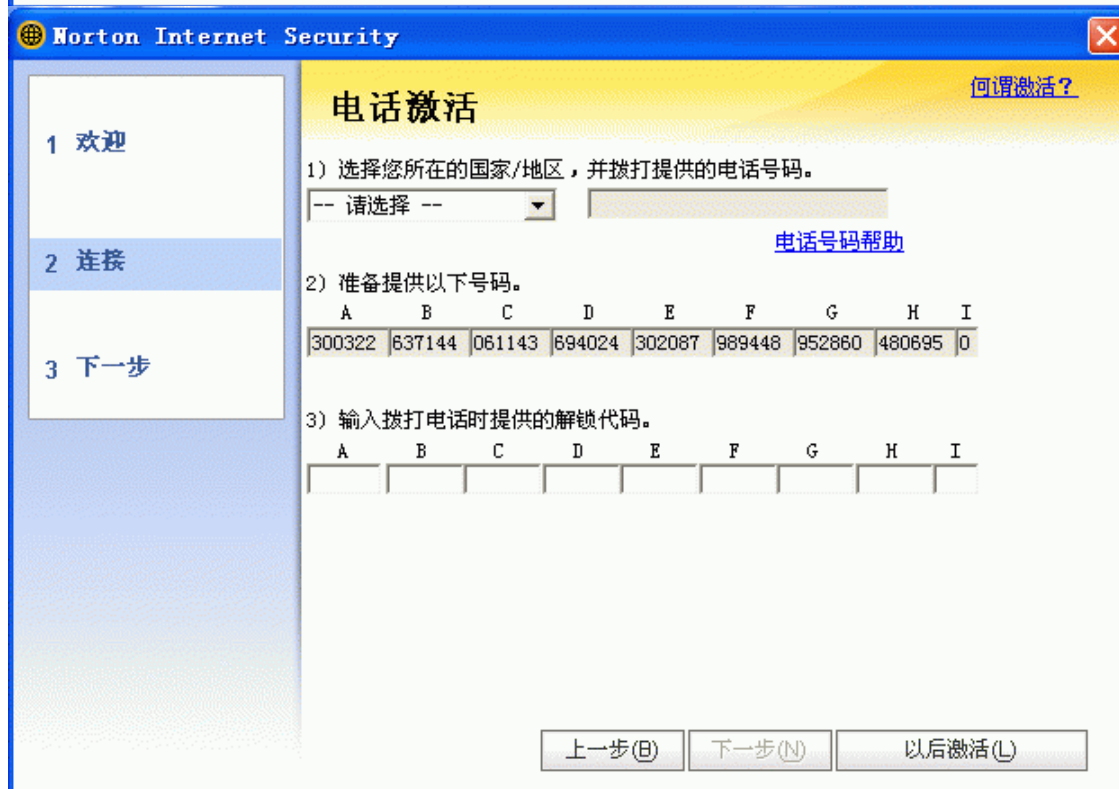 Norton Internet Security
何谓激活?
电话激活
1 欢迎
2 连接
3 下一步
1) 选择您所在的国家/地区，并拨打提供的电话号码。
-- 请选择 --
电话号码帮助
2) 准备提供以下号码。
A B C D E F G H I
300322 637144 061143 694024 302087 989448 952860 480695 0
3) 输入拨打电话时提供的解锁代码。
A B C D E F G H I
上一步(B) 下一步(N) 以后激活(L)